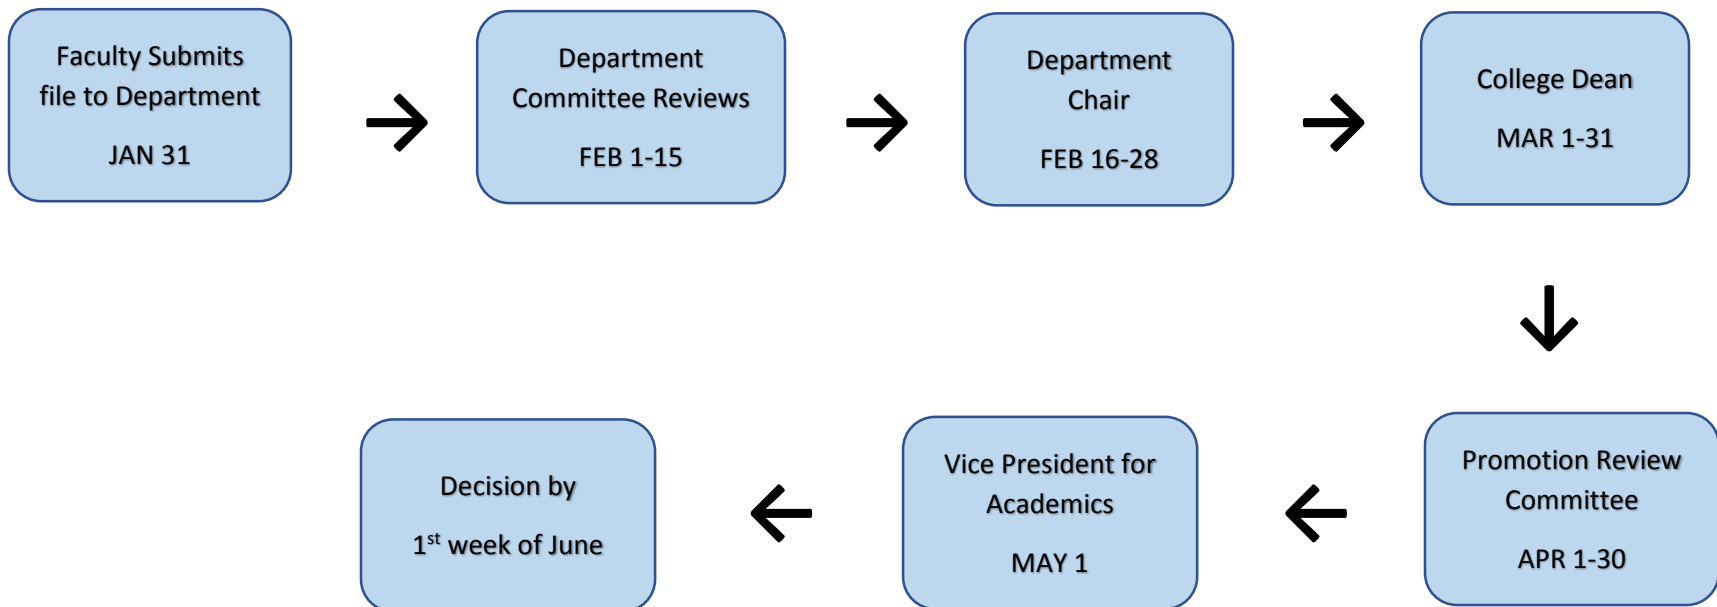 Faculty Submits
file to Department
JAN 31
Department
Committee Reviews
FEB 1-15
Department
Chair
FEB 16-28
College Dean
MAR 1-31
Promotion Review
Committee
APR 1-30
Vice President for
Academics
MAY 1
Decision by
1st week of June